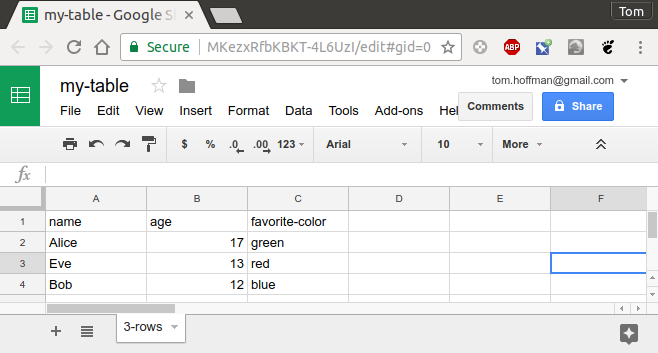 my-table - Google S
Tom
Secure MKezxRfbKBKT-4L6UzI/edit#gid=0
ABP
my-table
tom.hoffman@gmail.com
File Edit View Insert Format Data Tools Add-ons Hel
Comments Share
$ % .0 .00 123 Arial 10 More
fx
A B C D E F
1 name age favorite-color
2 Alice 17 green
3 Eve 13 red
4 Bob 12 blue
+ 3-rows